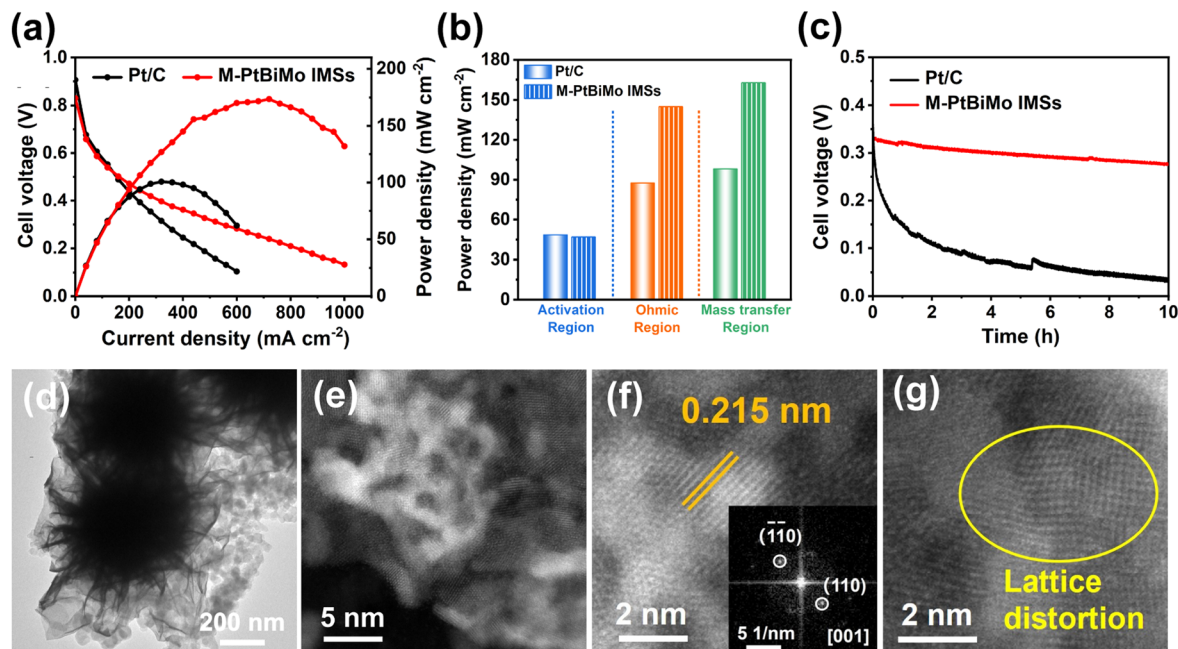 (a)
Pt/C
M-PtBiMo IMSs
Cell voltage (V)
1.0
0.8
0.6
0.4
0.2
0.0
0 200 400 600 800 1000
Current density (mA cm⁻²)
200
150
100
50
0
Power density (mW cm⁻²)
(b)
Pt/C
M-PtBiMo IMSs
Power density (mW cm⁻²)
180
150
120
90
60
30
0
Activation
Region
Ohmic
Region
Mass transfer
Region
(c)
Pt/C
M-PtBiMo IMSs
Cell voltage (V)
0.5
0.4
0.3
0.2
0.1
0.0
0 2 4 6 8 10
Time (h)
(d)
200 nm
(e)
5 nm
(f)
0.215 nm
(1̅1̅0)
(110)
5 1/nm
[001]
2 nm
(g)
Lattice
distortion
2 nm